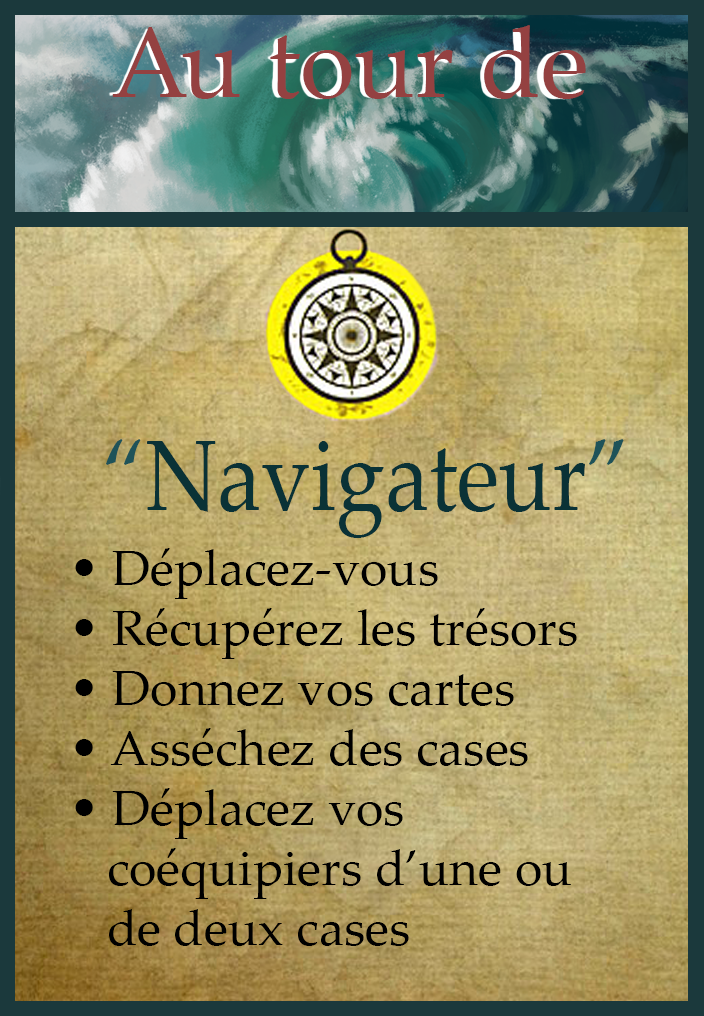 Au tour de
“Navigateur”
• Déplacez-vous
• Récupérez les trésors
• Donnez vos cartes
• Asséchez des cases
• Déplacez vos
coéquipiers d’une ou
de deux cases